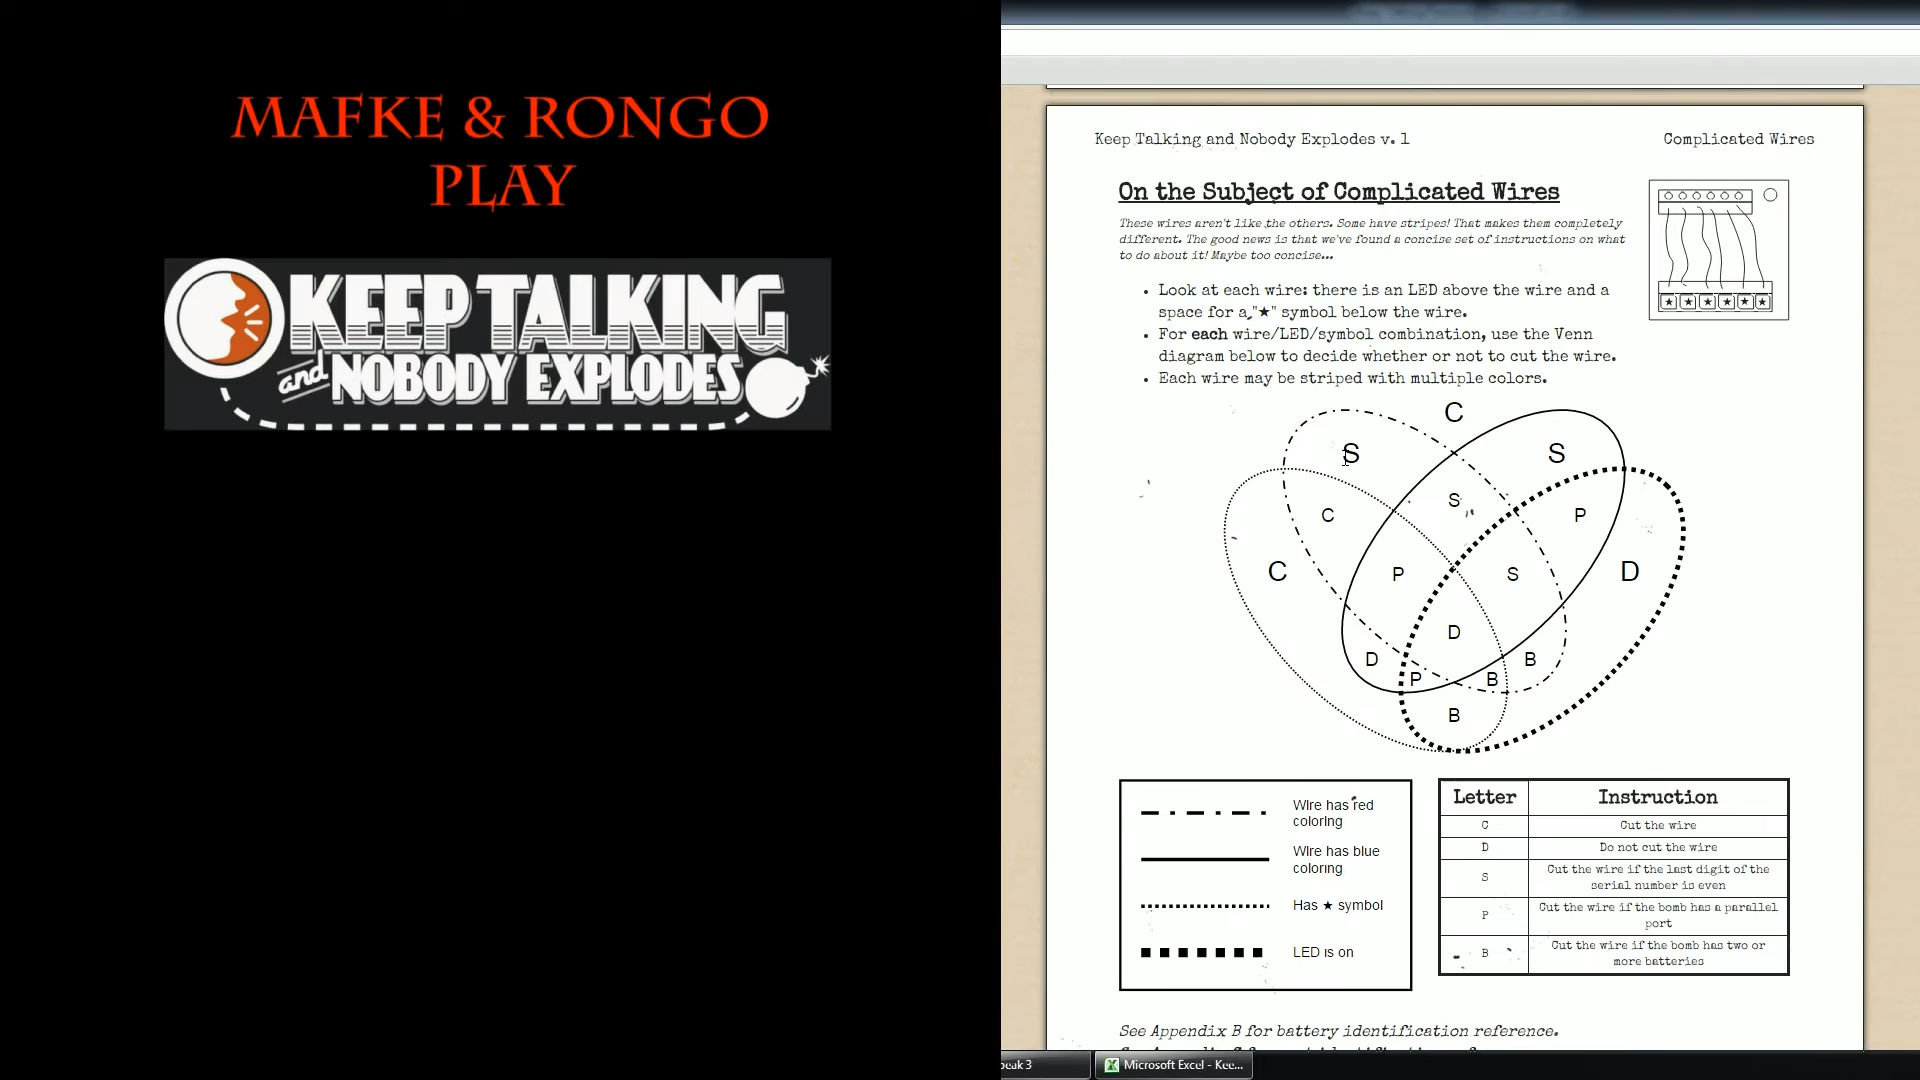 MAFKE & RONGO
PLAY
KEEP TALKING
and NOBODY EXPLODES
Keep Talking and Nobody Explodes v. 1
Complicated Wires
On the Subject of Complicated Wires
These wires aren't like the others. Some have stripes! That makes them completely
different. The good news is that we've found a concise set of instructions on what
to do about it! Maybe too concise...
• Look at each wire: there is an LED above the wire and a
space for a "★" symbol below the wire.
• For each wire/LED/symbol combination, use the Venn
diagram below to decide whether or not to cut the wire.
• Each wire may be striped with multiple colors.
C
S
S
S
C
P
C
P
S
D
D
D
B
P
B
B
Wire has red
coloring
Wire has blue
coloring
Has ★ symbol
LED is on
Letter Instruction
C Cut the wire
D Do not cut the wire
S Cut the wire if the last digit of the
serial number is even
P Cut the wire if the bomb has a parallel
port
B Cut the wire if the bomb has two or
more batteries
See Appendix B for battery identification reference.
peak 3
Microsoft Excel - Kee...